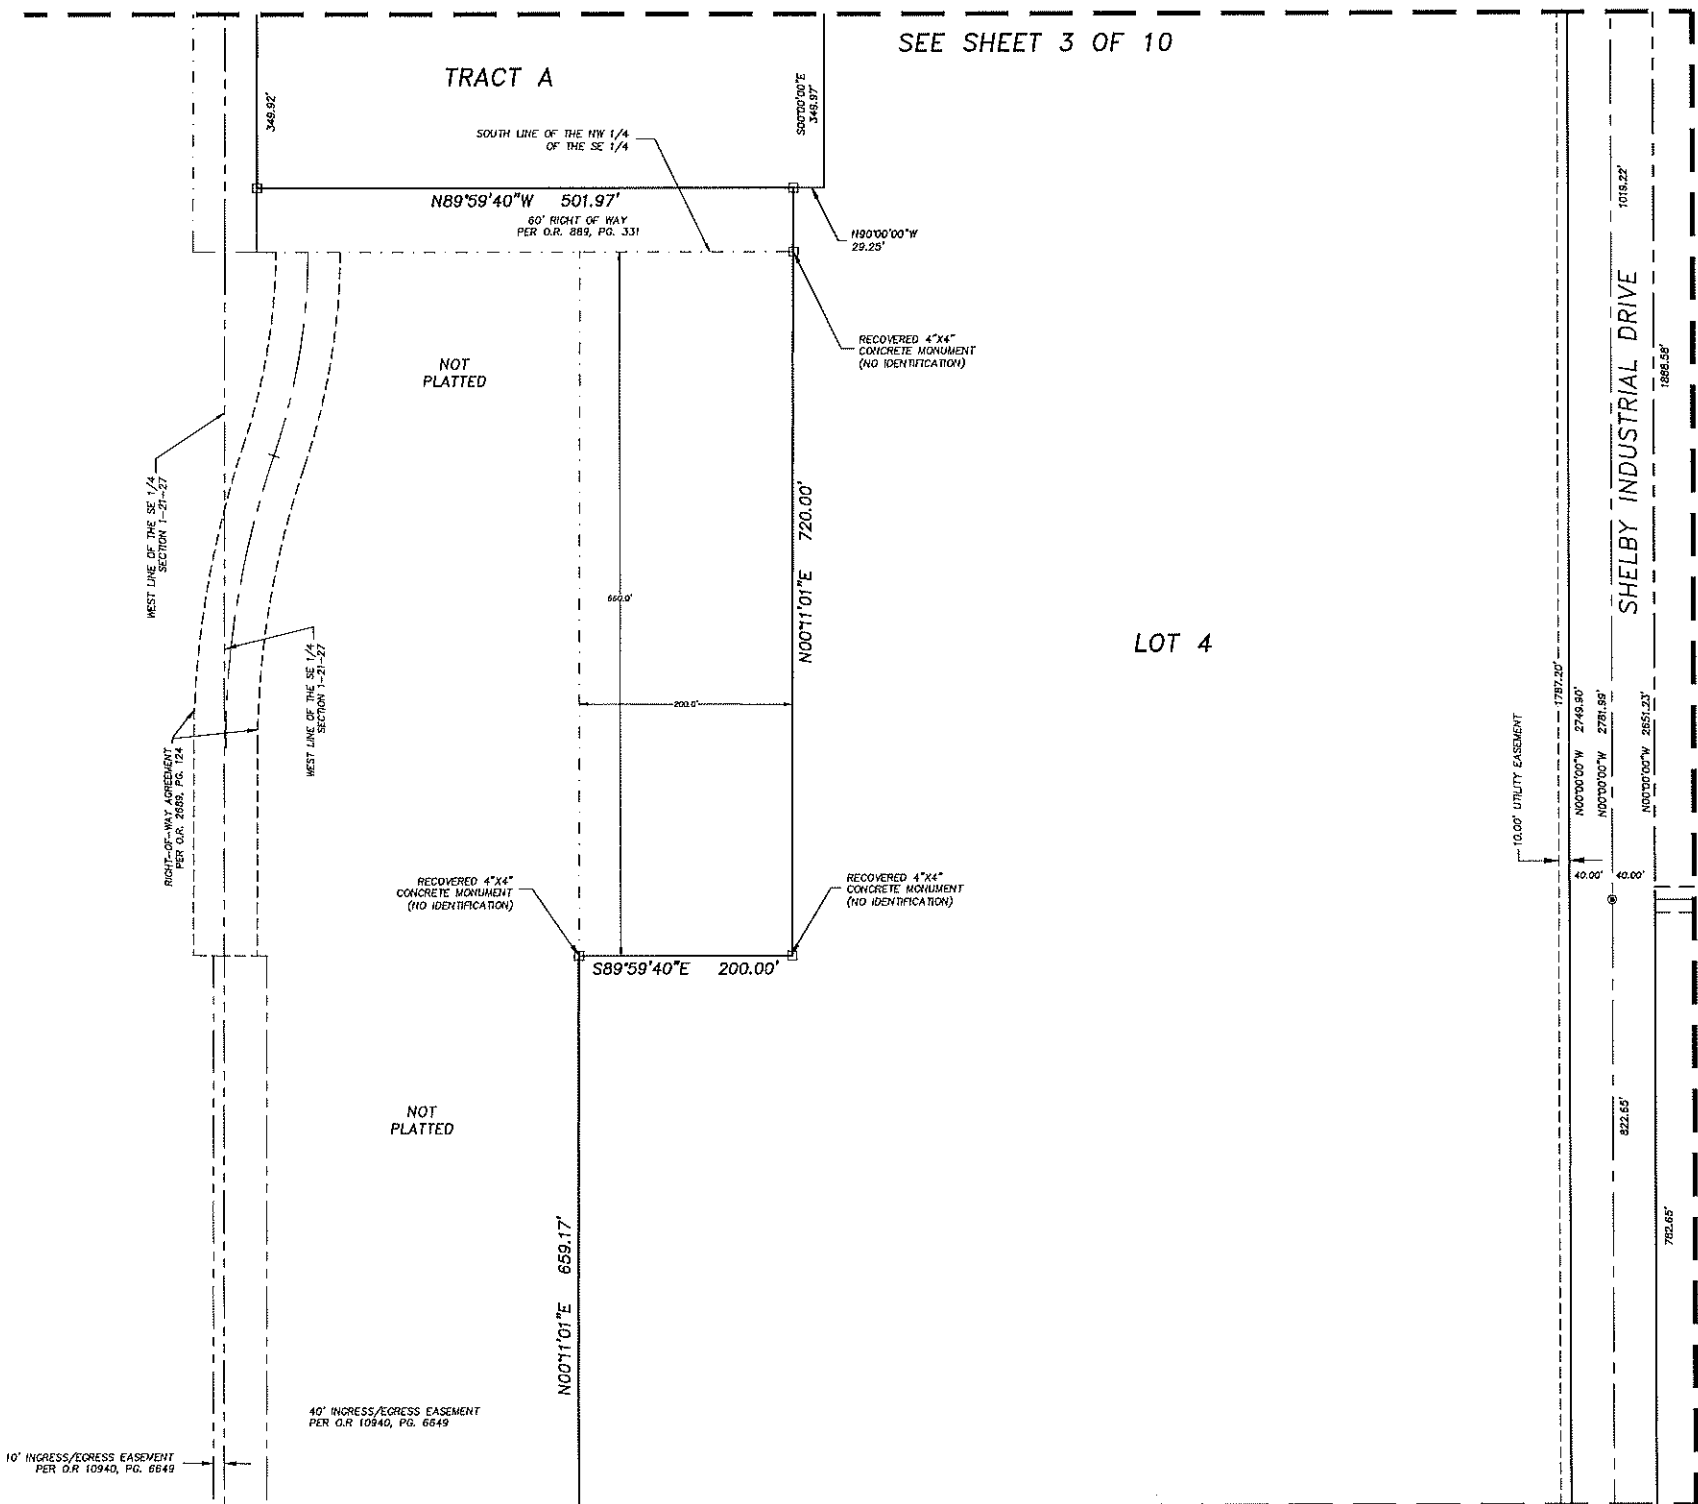 SEE SHEET 3 OF 10
TRACT A
349.92'
S00°00'00"E
349.97'
SOUTH LINE OF THE NW 1/4
OF THE SE 1/4
N89°59'40"W 501.97'
60' RIGHT OF WAY
PER O.R. 889, PG. 331
N90°00'00"W
29.25'
RECOVERED 4"X4"
CONCRETE MONUMENT
(NO IDENTIFICATION)
NOT
PLATTED
WEST LINE OF THE SE 1/4
SECTION 1-21-27
WEST LINE OF THE SE 1/4
SECTION 1-21-27
RIGHT-OF-WAY AGREEMENT
PER O.R. 2689, PG. 124
660.0'
200.0'
N00°11'01"E 720.00'
LOT 4
1019.22'
SHELBY INDUSTRIAL DRIVE
1868.58'
1787.20'
10.00' UTILITY EASEMENT
N00°00'00"W 2749.90'
N00°00'00"W 2781.99'
N00°00'00"W 2651.23'
40.00'
40.00'
RECOVERED 4"X4"
CONCRETE MONUMENT
(NO IDENTIFICATION)
RECOVERED 4"X4"
CONCRETE MONUMENT
(NO IDENTIFICATION)
S89°59'40"E 200.00'
NOT
PLATTED
822.65'
782.65'
N00°11'01"E 659.17'
40' INGRESS/EGRESS EASEMENT
PER O.R 10940, PG. 6649
10' INGRESS/EGRESS EASEMENT
PER O.R 10940, PG. 6649